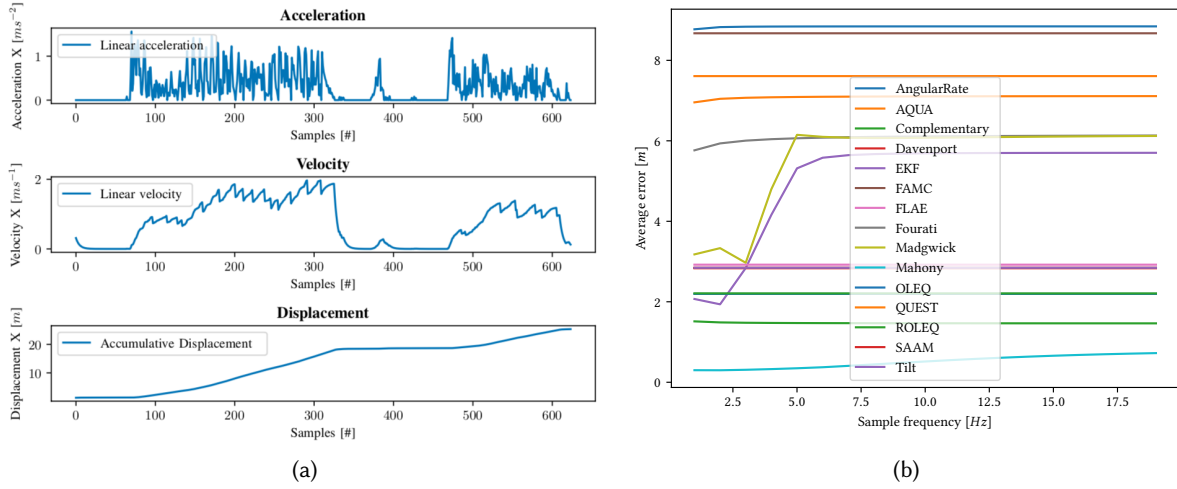 Acceleration
Acceleration X [ms⁻²]
1
0
Linear acceleration
0
100
200
300
400
500
600
Samples [#]
Velocity
Velocity X [ms⁻¹]
2
1
0
Linear velocity
0
100
200
300
400
500
600
Samples [#]
Displacement
Displacement X [m]
20
10
Accumulative Displacement
0
100
200
300
400
500
600
Samples [#]
(a)
Average error [m]
8
6
4
2
0
AngularRate
AQUA
Complementary
Davenport
EKF
FAMC
FLAE
Fourati
Madgwick
Mahony
OLEQ
QUEST
ROLEQ
SAAM
Tilt
2.5
5.0
7.5
10.0
12.5
15.0
17.5
Sample frequency [Hz]
(b)